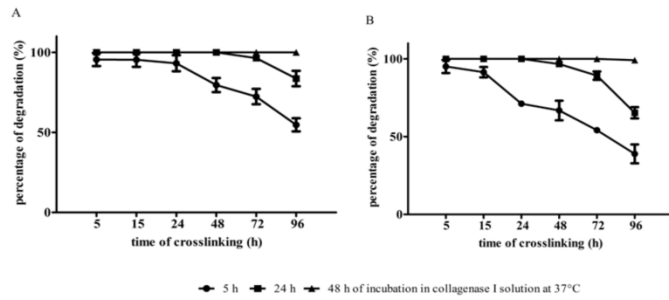 A
percentage of degradation (%)
100
50
0
5 15 24 48 72 96
time of crosslinking (h)
B
percentage of degradation (%)
100
50
0
5 15 24 48 72 96
time of crosslinking (h)
5 h 24 h 48 h of incubation in collagenase I solution at 37°C